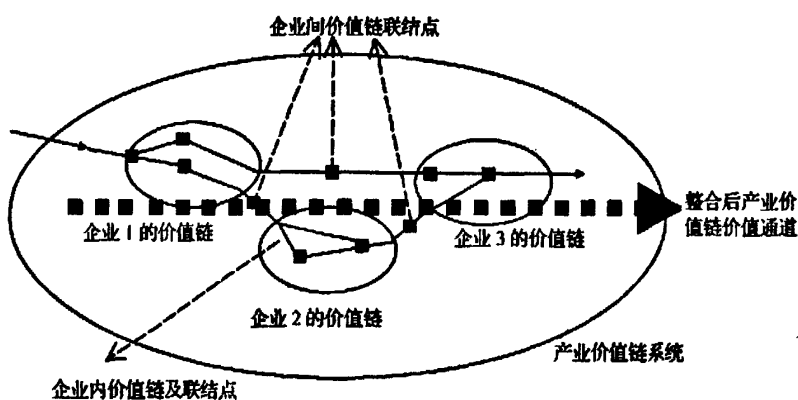 企业间价值链联结点
整合后产业价
值链价值通道
企业1的价值链
企业3的价值链
企业2的价值链
产业价值链系统
企业内价值链及联结点